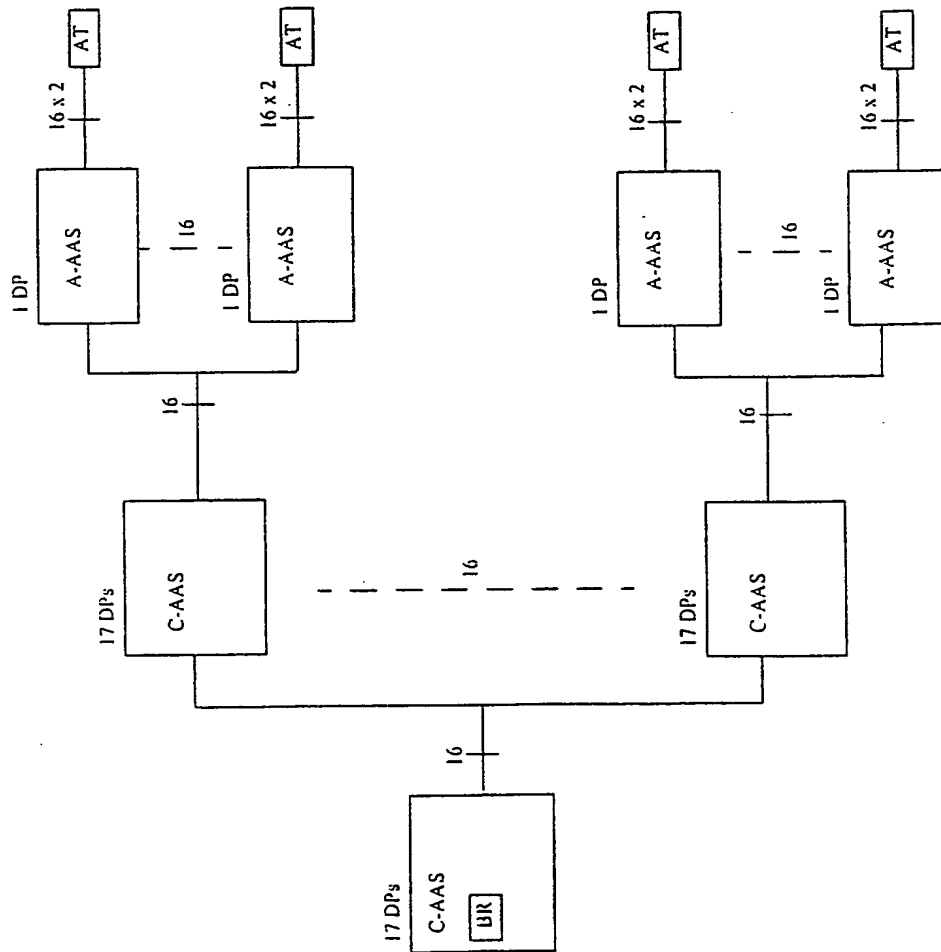 1 DP
16 x 2
A-AAS
AT
17 DPs
16
16
1 DP
C-AAS
16 x 2
A-AAS
AT
17 DPs
C-AAS
16
16
BR
1 DP
16 x 2
A-AAS
AT
17 DPs
16
16
C-AAS
1 DP
16 x 2
A-AAS
AT